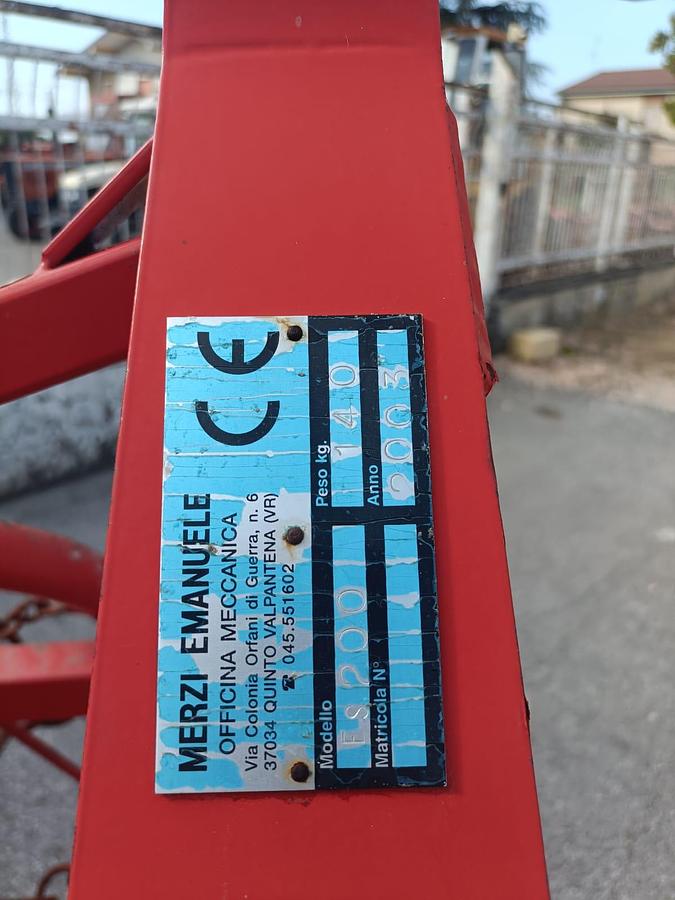 CE
MERZI EMANUELE
OFFICINA MECCANICA
Via Colonia Orfani di Guerra, n. 6
37034 QUINTO VALPANTENA (VR)
☎ 045.551602
Modello Es200
Peso kg. 140
Matricola N°
Anno 2003